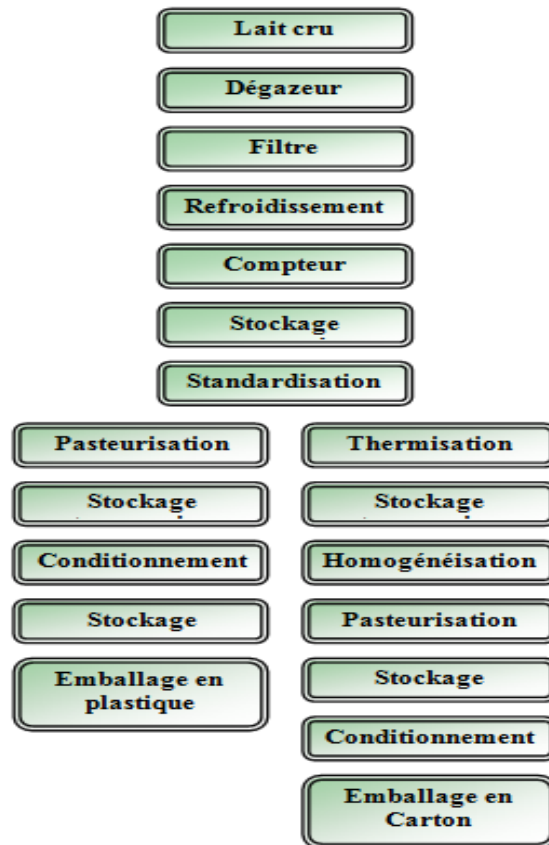 Lait cru
Dégazeur
Filtre
Refroidissement
Compteur
Stockage
Standardisation
Pasteurisation
Stockage
Conditionnement
Stockage
Emballage en
plastique
Thermisation
Stockage
Homogénéisation
Pasteurisation
Stockage
Conditionnement
Emballage en
Carton